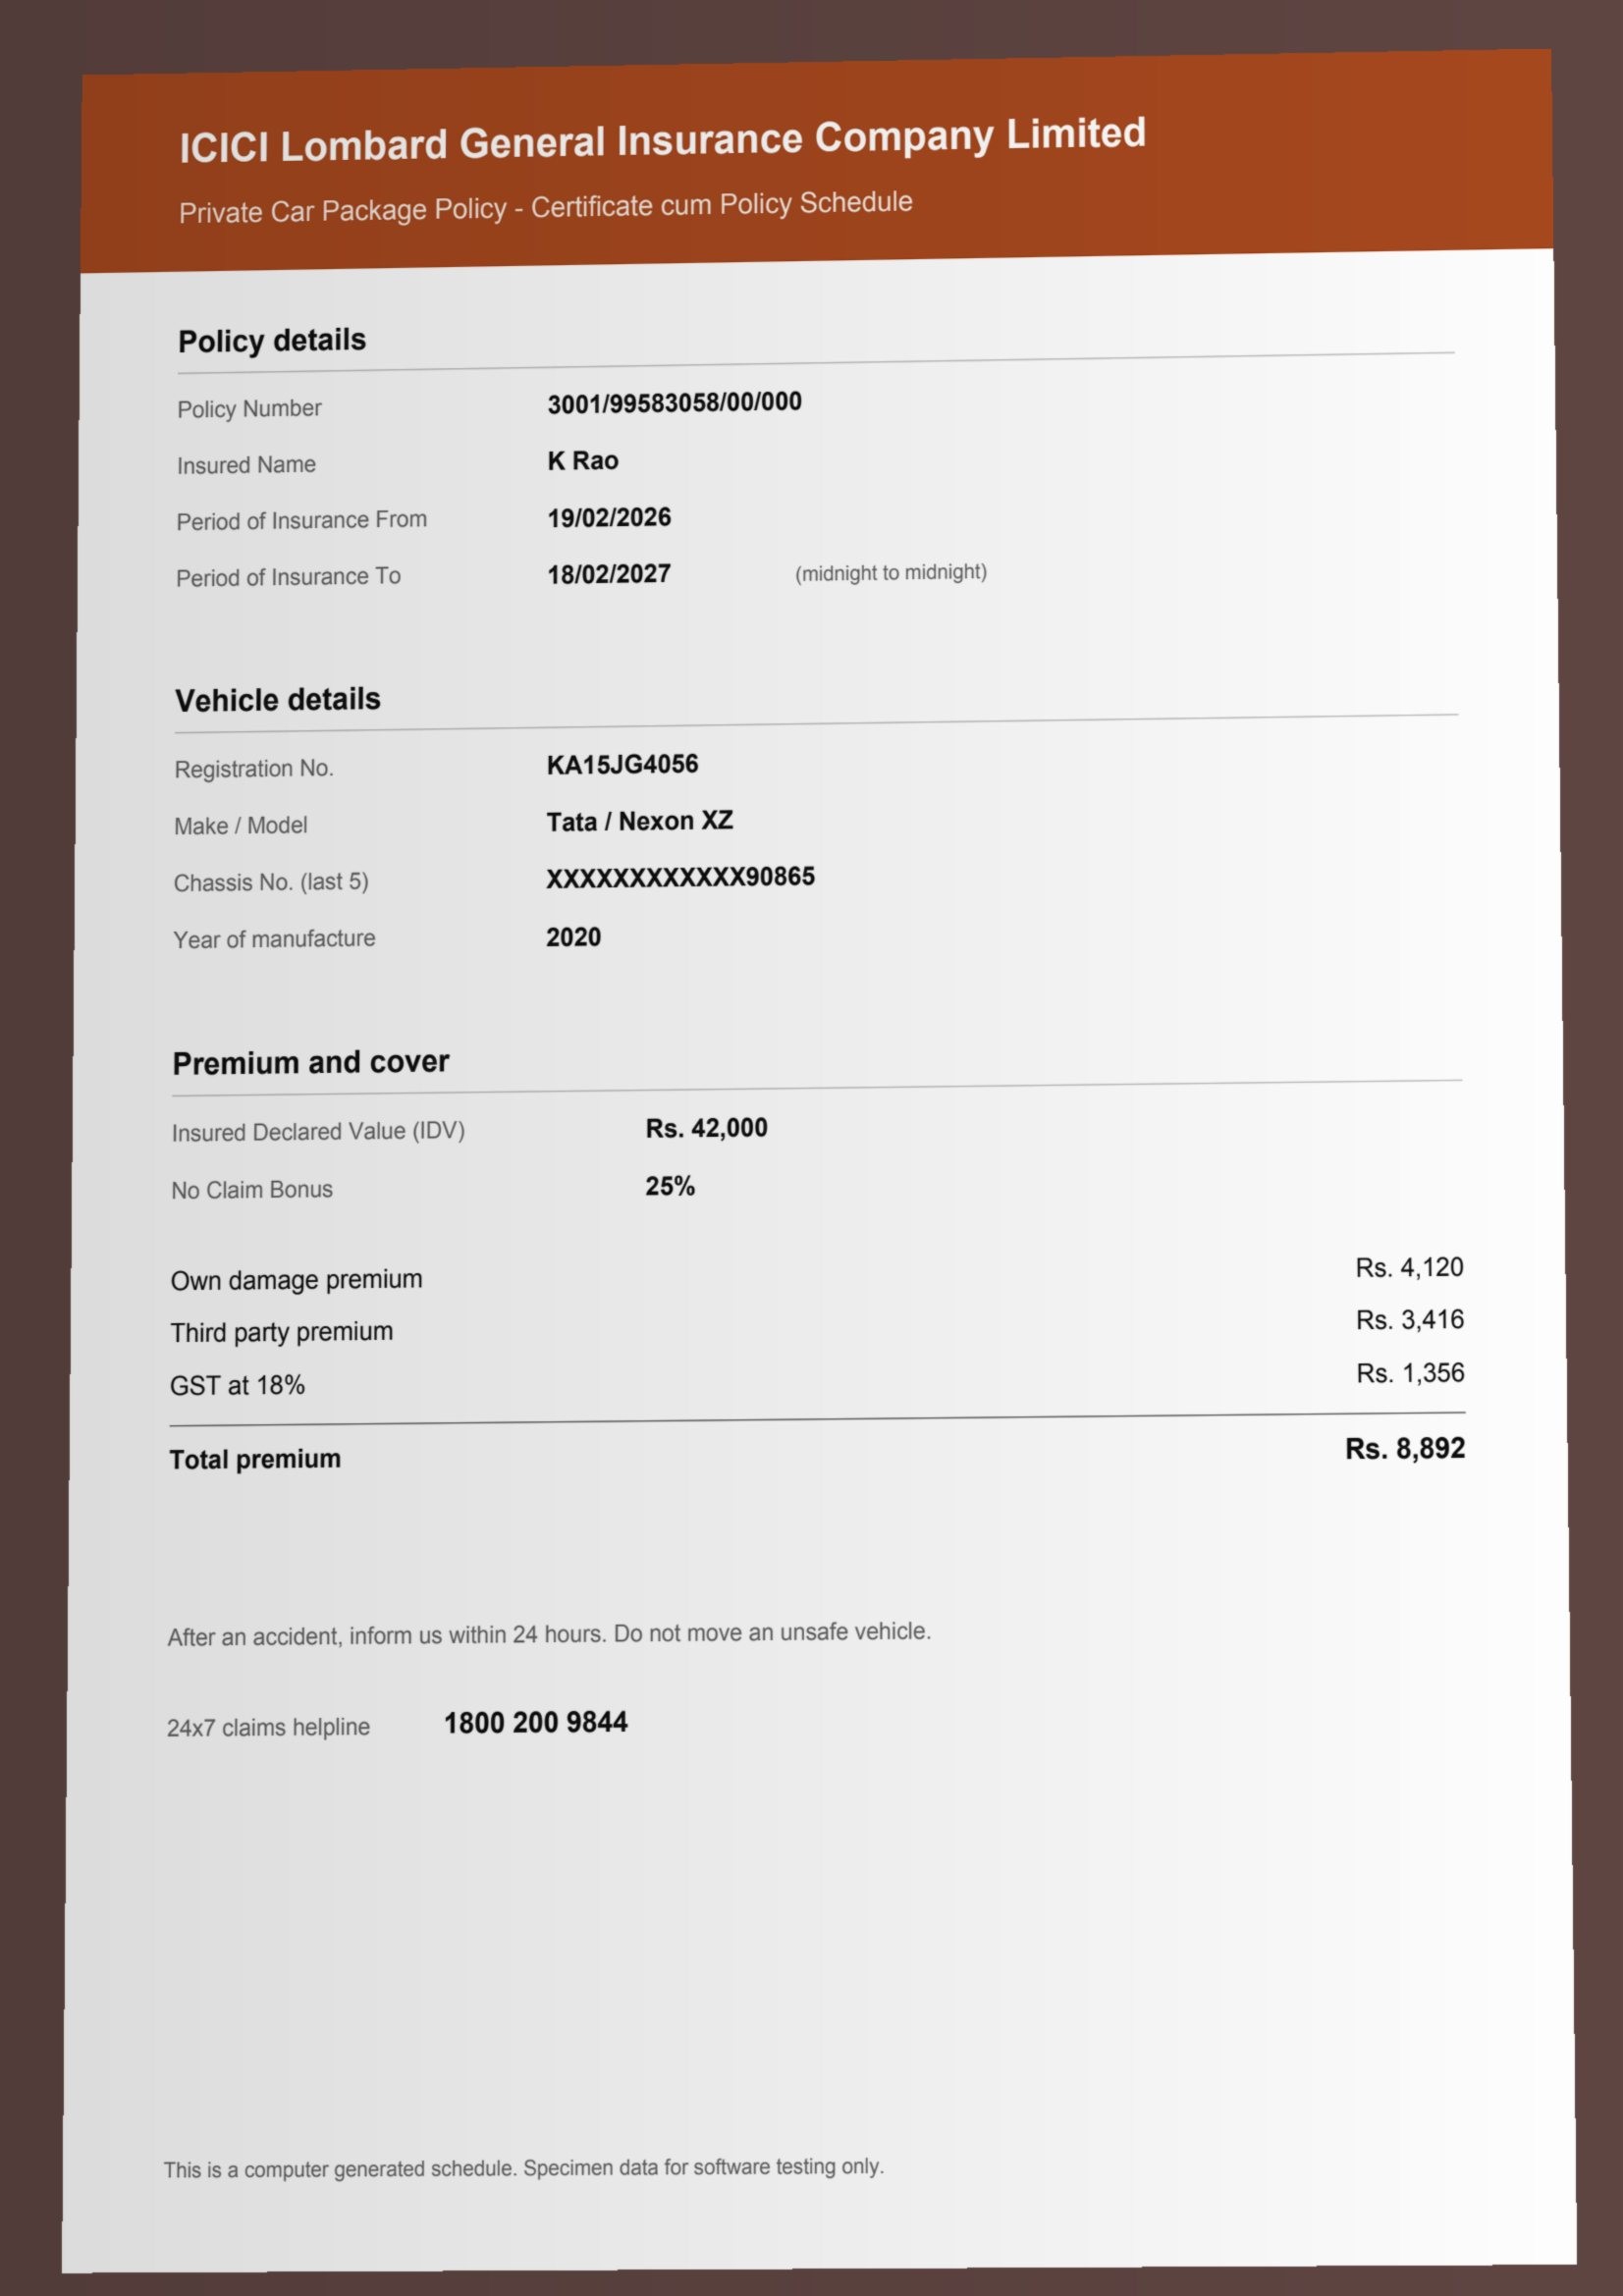 ICICI Lombard General Insurance Company Limited
Private Car Package Policy - Certificate cum Policy Schedule
Policy details
Policy Number 3001/99583058/00/000
Insured Name K Rao
Period of Insurance From 19/02/2026
Period of Insurance To 18/02/2027 (midnight to midnight)
Vehicle details
Registration No. KA15JG4056
Make / Model Tata / Nexon XZ
Chassis No. (last 5) XXXXXXXXXXXX90865
Year of manufacture 2020
Premium and cover
Insured Declared Value (IDV) Rs. 42,000
No Claim Bonus 25%
Own damage premium Rs. 4,120
Third party premium Rs. 3,416
GST at 18% Rs. 1,356
Total premium Rs. 8,892
After an accident, inform us within 24 hours. Do not move an unsafe vehicle.
24x7 claims helpline 1800 200 9844
This is a computer generated schedule. Specimen data for software testing only.